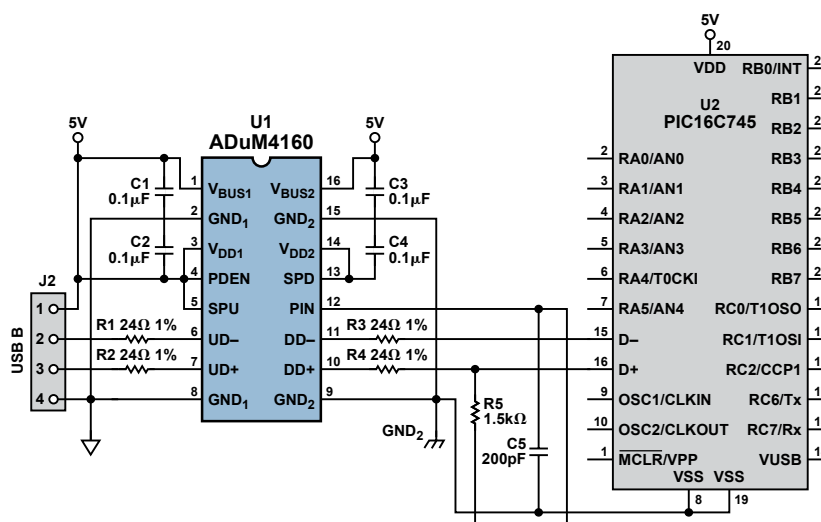 5V
20
VDD
RB0/INT
2
U2
PIC16C745
RB1
2
RB2
2
2
RA0/AN0
RB3
2
3
RA1/AN1
RB4
2
4
RA2/AN2
RB5
2
5
RA3/AN3
RB6
2
6
RA4/T0CKI
RB7
2
7
RA5/AN4
RC0/T1OSO
1
15
D–
RC1/T1OSI
1
16
D+
RC2/CCP1
1
9
OSC1/CLKIN
RC6/Tx
1
10
OSC2/CLKOUT
RC7/Rx
1
1
MCLR/VPP
VUSB
1
VSS
VSS
8
19
U1
ADuM4160
5V
5V
C1
0.1µF
1
VBUS1
VBUS2
16
C3
0.1µF
2
GND1
GND2
15
C2
0.1µF
3
VDD1
VDD2
14
C4
0.1µF
4
PDEN
SPD
13
J2
USB B
1
5
SPU
PIN
12
2
R1 24Ω 1%
6
UD–
DD–
11
R3 24Ω 1%
3
R2 24Ω 1%
7
UD+
DD+
10
R4 24Ω 1%
4
8
GND1
GND2
9
R5
1.5kΩ
GND2
C5
200pF